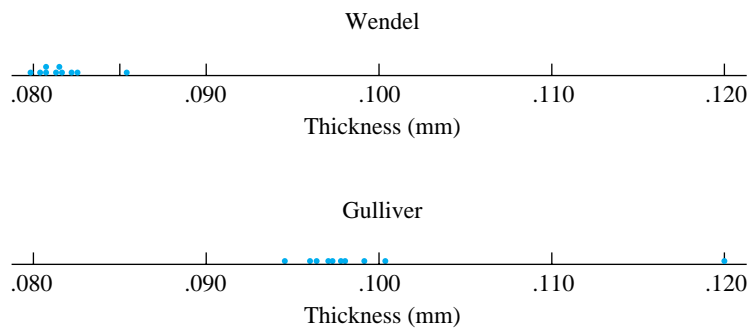 Wendel
.080 .090 .100 .110 .120
Thickness (mm)
Gulliver
.080 .090 .100 .110 .120
Thickness (mm)